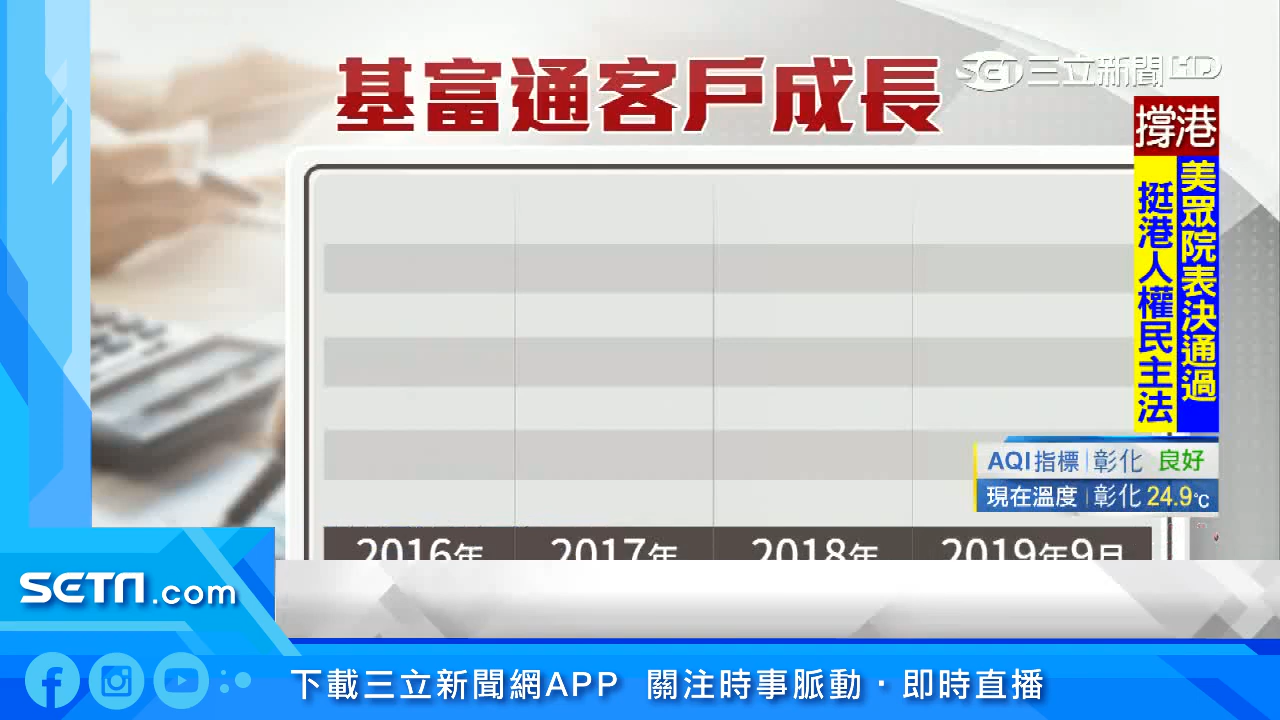 基富通客戶成長
SET三立新聞HD
撐港
美眾院表決通過
挺港人權民主法
AQI指標 彰化 良好
現在溫度 彰化 24.9℃
2016年 2017年 2018年 2019年9月
SETN.com
下載三立新聞網APP 關注時事脈動·即時直播